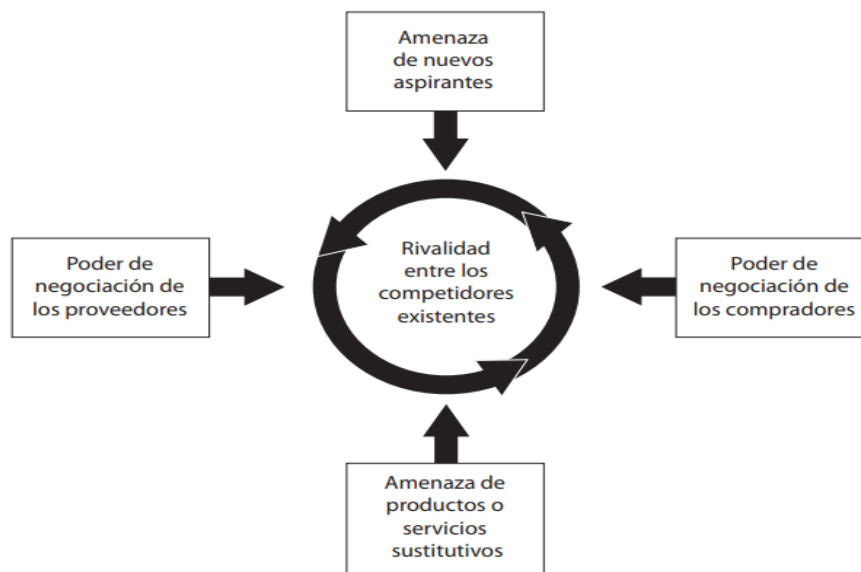 Amenaza
de nuevos
aspirantes
Poder de
negociación de
los proveedores
Rivalidad
entre los
competidores
existentes
Poder de
negociación de
los compradores
Amenaza de
productos o
servicios
sustitutivos